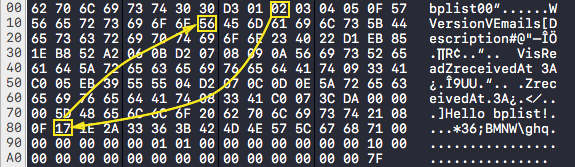 00 62 70 6C 69 73 74 30 30 D3 01 02 03 04 05 0F 57 bplist00”......W
10 56 65 72 73 69 6F 6E 56 45 6D 61 69 6C 73 5B 44 VersionVEmails[D
20 65 73 63 72 69 70 74 69 6F 6E 23 40 22 D1 EB 85 escription#@"—ÎÖ
30 1E B8 52 A2 06 0B D2 07 08 09 0A 56 69 73 52 65 .∏R¢..“.. VisRe
40 61 64 5A 72 65 63 65 69 76 65 64 41 74 09 33 41 adZreceivedAt 3A
50 C0 05 EB 39 55 55 04 D2 07 0C 0D 0E 5A 72 65 63 ¿.Î9UU.“.. .Zrec
60 65 69 76 65 64 41 74 08 33 41 C0 07 3C DA 00 00 eivedAt.3A¿.<⁄..
70 00 5D 48 65 6C 6C 6F 20 62 70 6C 69 73 74 21 08 .]Hello bplist!.
80 0F 17 1E 2A 33 36 3B 42 4D 4E 57 5C 67 68 71 00 ...*36;BMNW\ghq.
90 00 00 00 00 00 01 01 00 00 00 00 00 00 00 10 00 ................
A0 00 00 00 00 00 00 00 00 00 00 00 00 00 00 00 7F ................